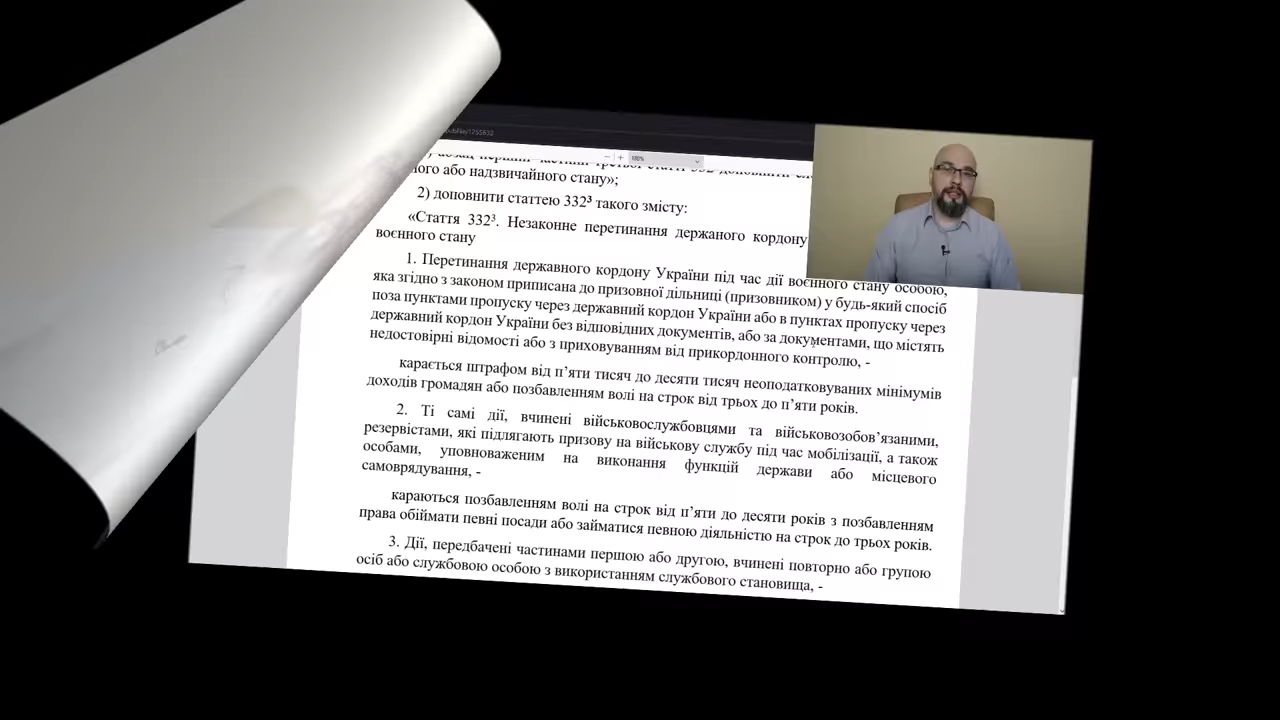 pubFile/1255632
100%
ного або надзвичайного стану»;
2) доповнити статтею 332³ такого змісту:
«Стаття 332³. Незаконне перетинання держаного кордону
воєнного стану
1. Перетинання державного кордону України під час дії воєнного стану особою,
яка згідно з законом приписана до призовної дільниці (призовником) у будь-який спосіб
поза пунктами пропуску через державний кордон України або в пунктах пропуску через
державний кордон України без відповідних документів, або за документами, що містять
недостовірні відомості або з приховуванням від прикордонного контролю, -
карається штрафом від п’яти тисяч до десяти тисяч неоподатковуваних мінімумів
доходів громадян або позбавленням волі на строк від трьох до п’яти років.
2. Ті самі дії, вчинені військовослужбовцями та військовозобов’язаними,
резервістами, які підлягають призову на військову службу під час мобілізації, а також
особами, уповноваженим на виконання функцій держави або місцевого
самоврядування, -
караються позбавленням волі на строк від п’яти до десяти років з позбавленням
права обіймати певні посади або займатися певною діяльністю на строк до трьох років.
3. Дії, передбачені частинами першою або другою, вчинені повторно або групою
осіб або службовою особою з використанням службового становища, -